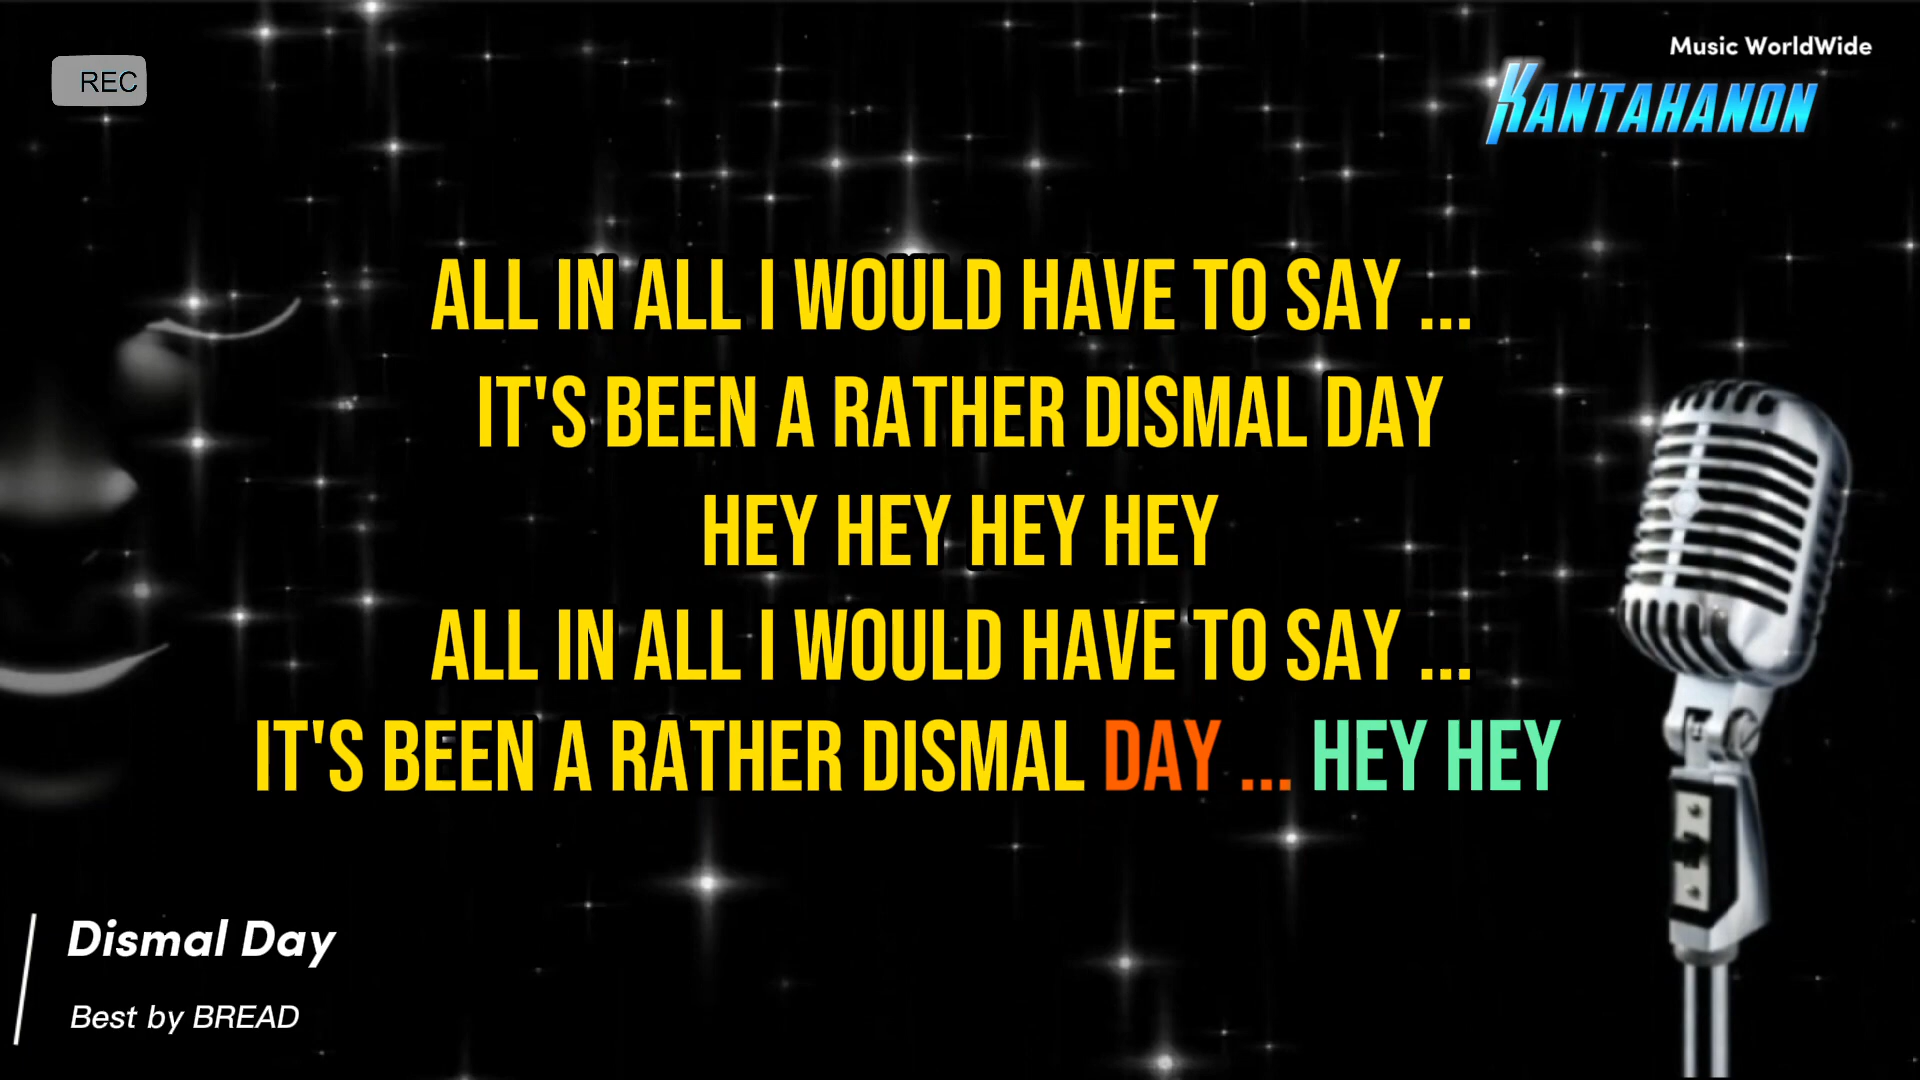 REC
Music WorldWide
KANTAHANON
ALL IN ALL I WOULD HAVE TO SAY ...
IT'S BEEN A RATHER DISMAL DAY
HEY HEY HEY HEY
ALL IN ALL I WOULD HAVE TO SAY ...
IT'S BEEN A RATHER DISMAL DAY ... HEY HEY
Dismal Day
Best by BREAD